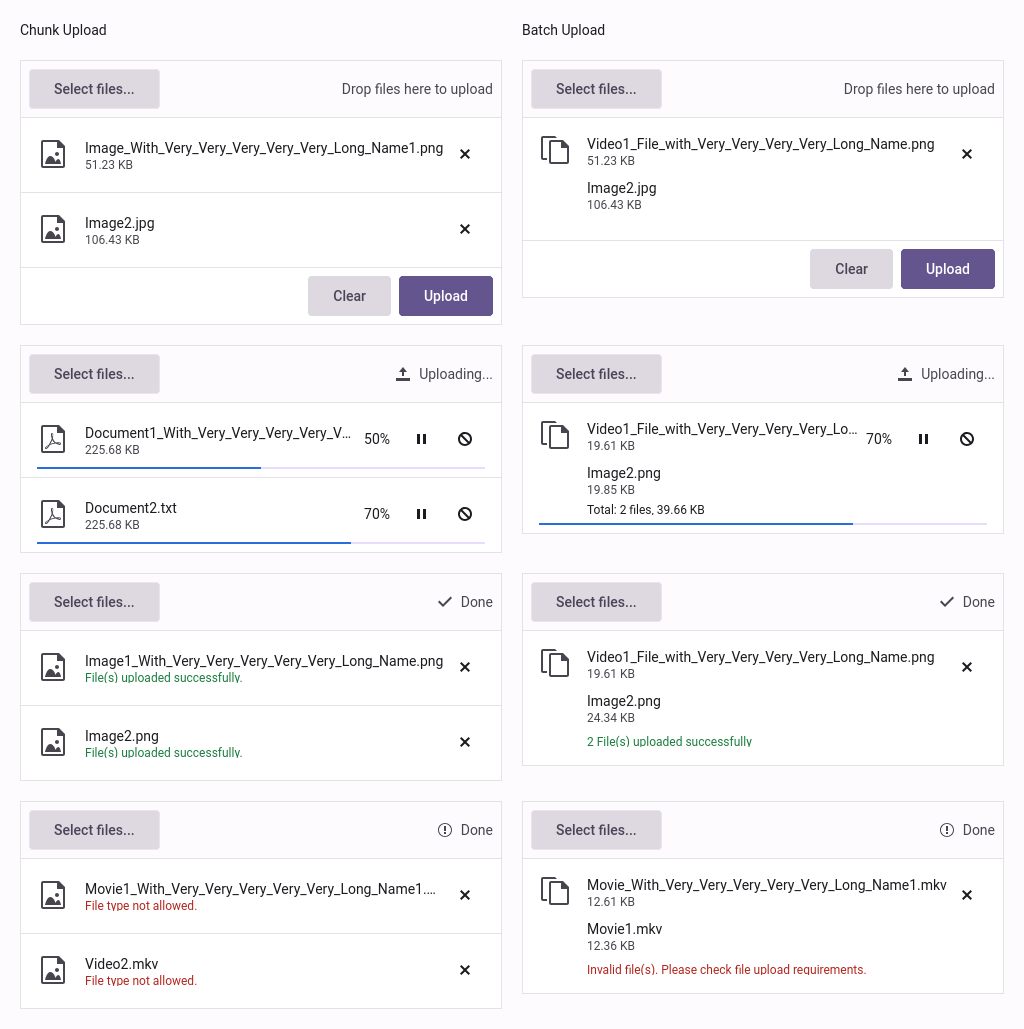 Chunk Upload
Select files...
Drop files here to upload
Image_With_Very_Very_Very_Very_Very_Long_Name1.png
51.23 KB
Image2.jpg
106.43 KB
Clear
Upload
Select files...
Uploading...
Document1_With_Very_Very_Very_Very_V...
225.68 KB
50%
Document2.txt
225.68 KB
70%
Select files...
Done
Image1_With_Very_Very_Very_Very_Very_Long_Name.png
File(s) uploaded successfully.
Image2.png
File(s) uploaded successfully.
Select files...
Done
Movie1_With_Very_Very_Very_Very_Very_Long_Name1....
File type not allowed.
Video2.mkv
File type not allowed.
Batch Upload
Select files...
Drop files here to upload
Video1_File_with_Very_Very_Very_Very_Long_Name.png
51.23 KB
Image2.jpg
106.43 KB
Clear
Upload
Select files...
Uploading...
Video1_File_with_Very_Very_Very_Very_Lo...
19.61 KB
70%
Image2.png
19.85 KB
Total: 2 files, 39.66 KB
Select files...
Done
Video1_File_with_Very_Very_Very_Very_Long_Name.png
19.61 KB
Image2.png
24.34 KB
2 File(s) uploaded successfully
Select files...
Done
Movie_With_Very_Very_Very_Very_Very_Long_Name1.mkv
12.61 KB
Movie1.mkv
12.36 KB
Invalid file(s). Please check file upload requirements.